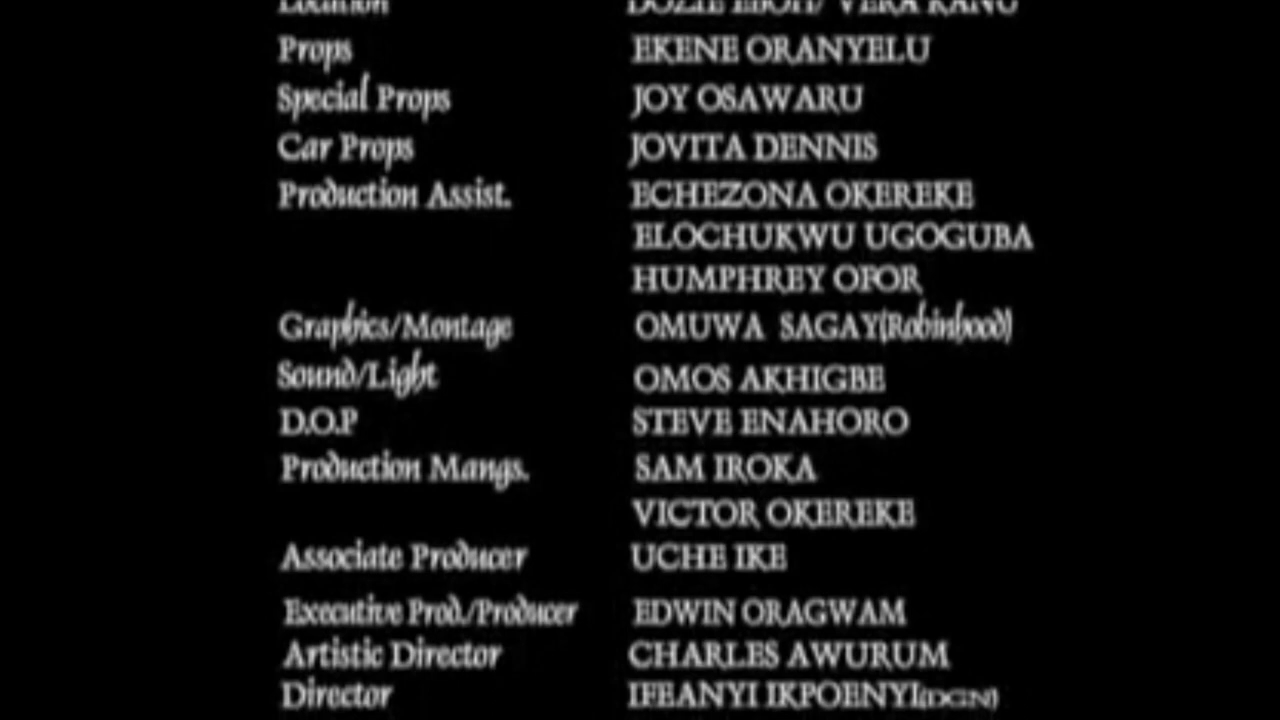 Location DOZIE EBOH/ VERA KANU
Props EKENE ORANYELU
Special Props JOY OSAWARU
Car Props JOVITA DENNIS
Production Assist. ECHEZONA OKEREKE
ELOCHUKWU UGOGUBA
HUMPHREY OFOR
Graphics/Montage OMUWA SAGAY(Robinhood)
Sound/Light OMOS AKHIGBE
D.O.P STEVE ENAHORO
Production Mangs. SAM IROKA
VICTOR OKEREKE
Associate Producer UCHE IKE
Executive Prod./Producer EDWIN ORAGWAM
Artistic Director CHARLES AWURUM
Director IFEANYI IKPOENYI(DGN)